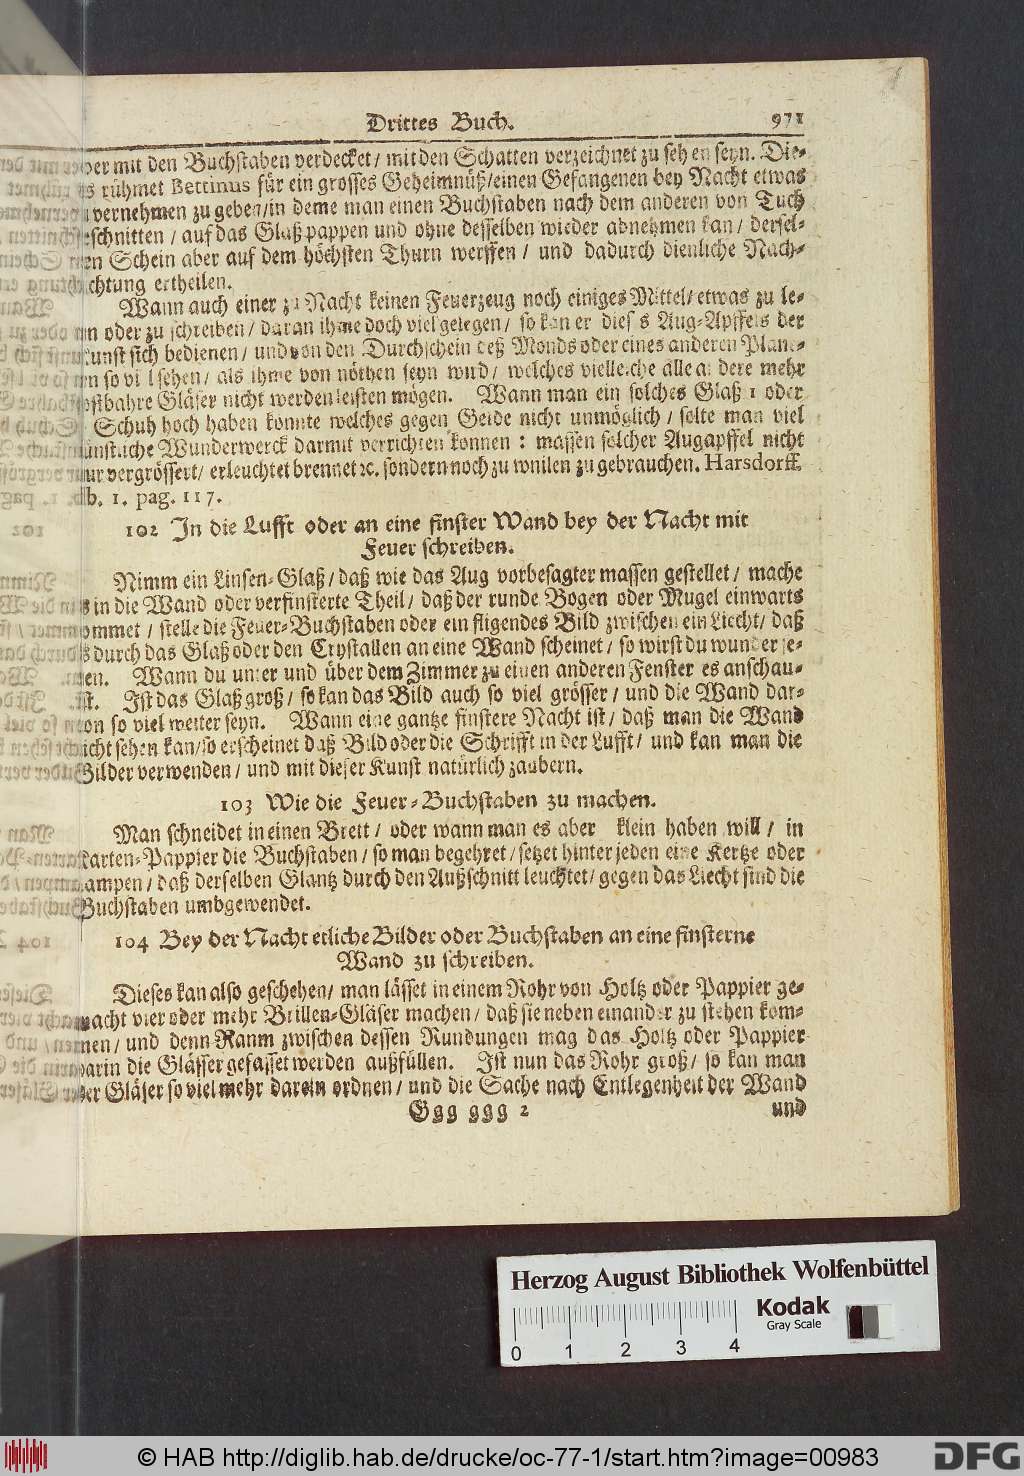 Drittes Buch. 971
ber mit den Buchstaben verdecket / mit den Schatten verzeichnet zu sehen seyn. Die-
s rühmet Bettinus für ein grosses Geheimnüß / einen Gefangenen bey Nacht etwas
vernehmen zu geben / in deme man einen Buchstaben nach dem anderen von Tuch
schnitten / auf das Glaß pappen und ohne desselben wieder abnehmen kan / dersel-
en Schein aber auf dem höchsten Thurn werffen / und dadurch dienliche Nach-
chtung ertheilen.
Wann auch einer zu Nacht keinen Feuerzeug noch einiges Mittel / etwas zu le-
n oder zu schreiben / daran ihme doch viel gelegen / so kan er dieses Aug-Apffels der
unst sich bedienen / und von den Durchschein deß Monds oder eines anderen Plane-
n so viel sehen / als ihme von nöthen seyn wird / welches vielleiche alle andere mehr
ostbahre Gläser nicht werden leisten mögen. Wann man ein solches Glaß 1 oder
Schuh hoch haben konnte welches gegen Gelde nicht unmöglich / solte man viel
ünstliche Wunderwerck darmit verrichten können : massen solcher Augapffel nicht
ur vergrössert / erleuchtet brennet ꝛc. sondern noch zu wnilen zu gebrauchen. Harsdorff.
lb. 1. pag. 117.
102 In die Lufft oder an eine finster Wand bey der Nacht mit
Feuer schreiben.
Nimm ein Linsen-Glaß / daß wie das Aug vorbesagter massen gestellet / mache
s in die Wand oder verfinsterte Theil / daß der runde Bogen oder Mugel einwarts
ommet / stelle die Feuer-Buchstaben oder ein fligendes Bild zwischen ein Liecht / daß
s durch das Glaß oder den Crystallen an eine Wand scheinet / so wirst du wunder se-
en. Wann du unter und über dem Zimmer zu einen anderen Fenster es anschau-
st. Ist das Glaß groß / so kan das Bild auch so viel grösser / und die Wand dar-
on so viel weiter seyn. Wann eine gantze finstere Nacht ist / daß man die Wand
icht sehen kan / so erscheinet daß Bild oder die Schrifft in der Lufft / und kan man die
Bilder verwenden / und mit dieser Kunst natürlich zaubern.
103 Wie die Feuer-Buchstaben zu machen.
Man schneidet in einen Brett / oder wann man es aber klein haben will / in
arten-Pappier die Buchstaben / so man begehret / setzet hinter jeden eine Kertze oder
ampen / daß derselben Glantz durch den Außschnitt leuchtet / gegen das Liecht sind die
Buchstaben umbgewendet.
104 Bey der Nacht etliche Bilder oder Buchstaben an eine finsterne
Wand zu schreiben.
Dieses kan also geschehen / man lässet in einem Rohr von Holtz oder Pappier ge-
acht vier oder mehr Brillen-Gläser machen / daß sie neben einander zu stehen kom-
men / und denn Raum zwischen dessen Rundungen mag das Holtz oder Pappier
arin die Glässer gefasset werden außfüllen. Ist nun das Rohr groß / so kan man
er Gläser so viel mehr darein ordnen / und die Sache nach Entlegenheit der Wand
Ggg ggg 2 und
Herzog August Bibliothek Wolfenbüttel
0 1 2 3 4
Kodak
Gray Scale
© HAB http://diglib.hab.de/drucke/oc-77-1/start.htm?image=00983
DFG